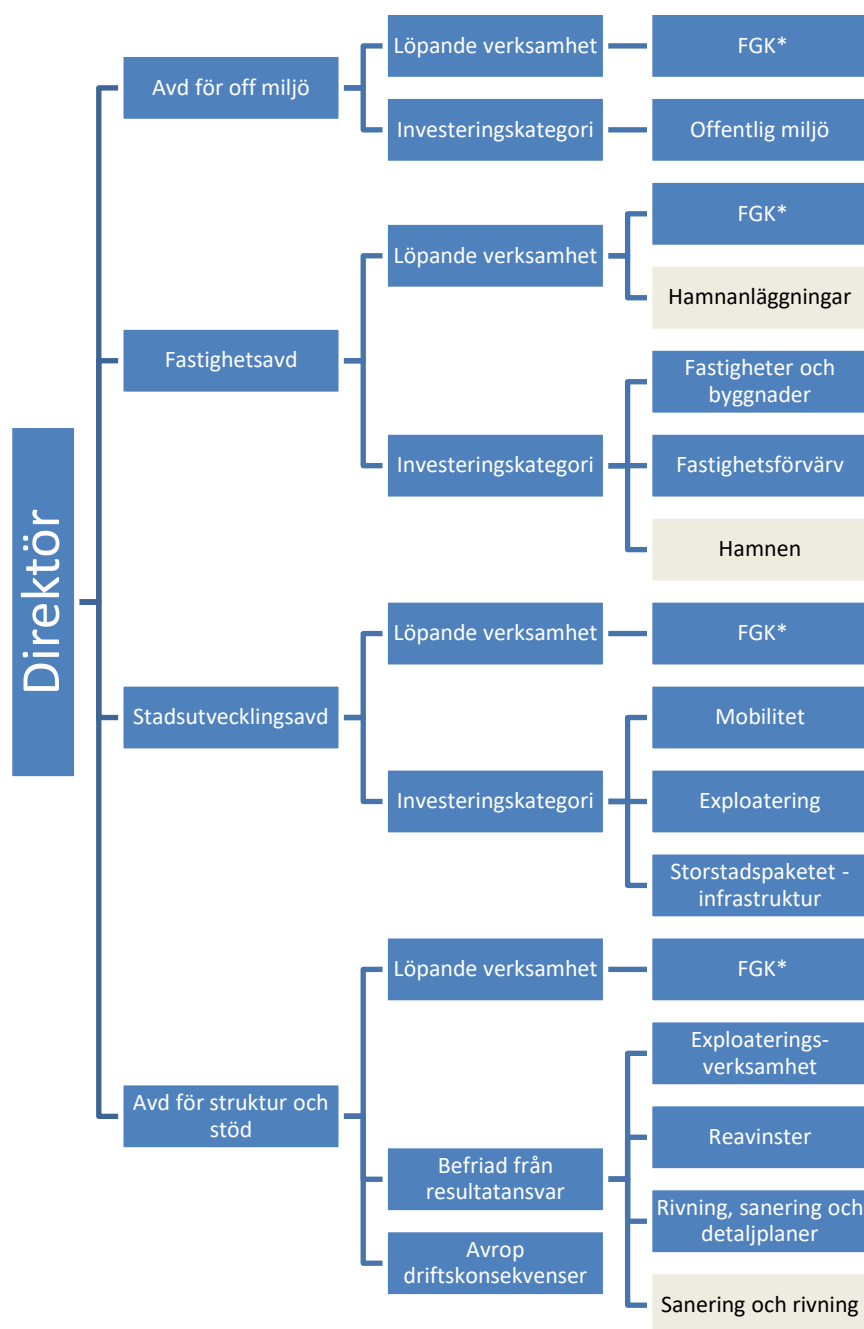 Direktör
Avd för off miljö
Löpande verksamhet
FGK*
Investeringskategori
Offentlig miljö
Fastighetsavd
Löpande verksamhet
FGK*
Hamnanläggningar
Investeringskategori
Fastigheter och
byggnader
Fastighetsförvärv
Hamnen
Stadsutvecklingsavd
Löpande verksamhet
FGK*
Investeringskategori
Mobilitet
Exploatering
Storstadspaketet -
infrastruktur
Avd för struktur och
stöd
Löpande verksamhet
FGK*
Befriad från
resultatansvar
Exploaterings-
verksamhet
Reavinster
Rivning, sanering och
detaljplaner
Sanering och rivning
Avrop
driftskonsekvenser